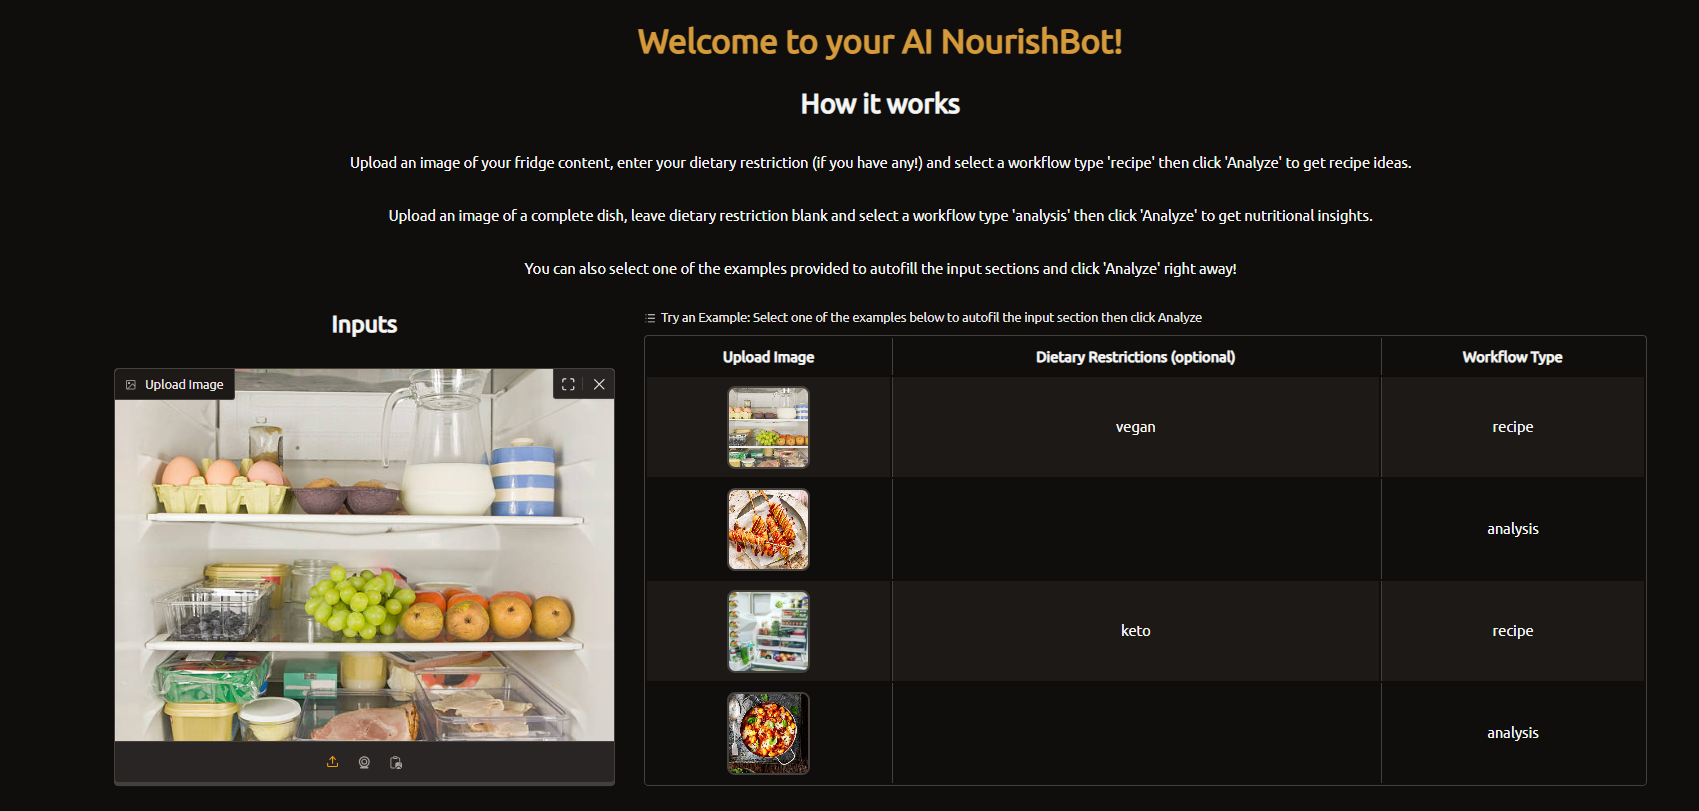 Welcome to your AI NourishBot!
How it works
Upload an image of your fridge content, enter your dietary restriction (if you have any!) and select a workflow type 'recipe' then click 'Analyze' to get recipe ideas.
Upload an image of a complete dish, leave dietary restriction blank and select a workflow type 'analysis' then click 'Analyze' to get nutritional insights.
You can also select one of the examples provided to autofill the input sections and click 'Analyze' right away!
Inputs
Upload Image
Try an Example: Select one of the examples below to autofil the input section then click Analyze
Upload Image Dietary Restrictions (optional) Workflow Type
vegan recipe
analysis
keto recipe
analysis